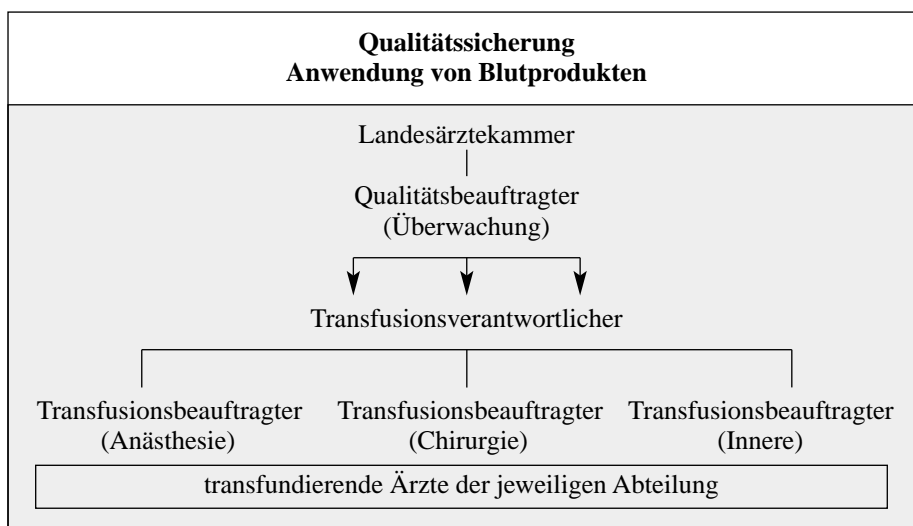 Qualitätssicherung
Anwendung von Blutprodukten
Landesärztekammer
Qualitätsbeauftragter
(Überwachung)
Transfusionsverantwortlicher
Transfusionsbeauftragter Transfusionsbeauftragter Transfusionsbeauftragter
(Anästhesie) (Chirurgie) (Innere)
transfundierende Ärzte der jeweiligen Abteilung